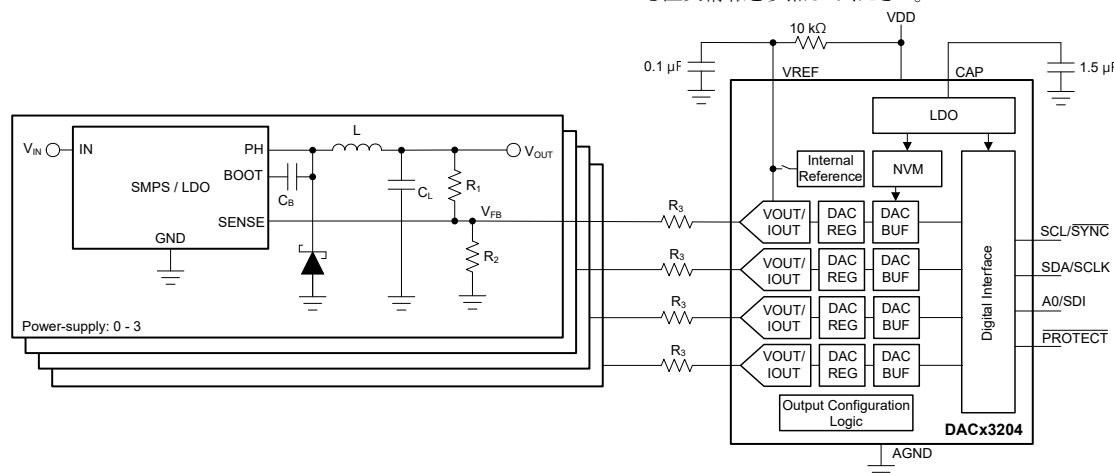 10 kΩ
VDD
0.1 µF
VREF
CAP
1.5 µF
LDO
Internal
Reference
NVM
VIN
IN
PH
L
VOUT
BOOT
SMPS / LDO
CB
CL
R1
SENSE
VFB
GND
R2
Power-supply: 0 - 3
R3
VOUT/
IOUT
DAC
REG
DAC
BUF
R3
VOUT/
IOUT
DAC
REG
DAC
BUF
R3
VOUT/
IOUT
DAC
REG
DAC
BUF
R3
VOUT/
IOUT
DAC
REG
DAC
BUF
Digital Interface
SCL/SYNC
SDA/SCLK
A0/SDI
PROTECT
Output Configuration
Logic
DACx3204
AGND